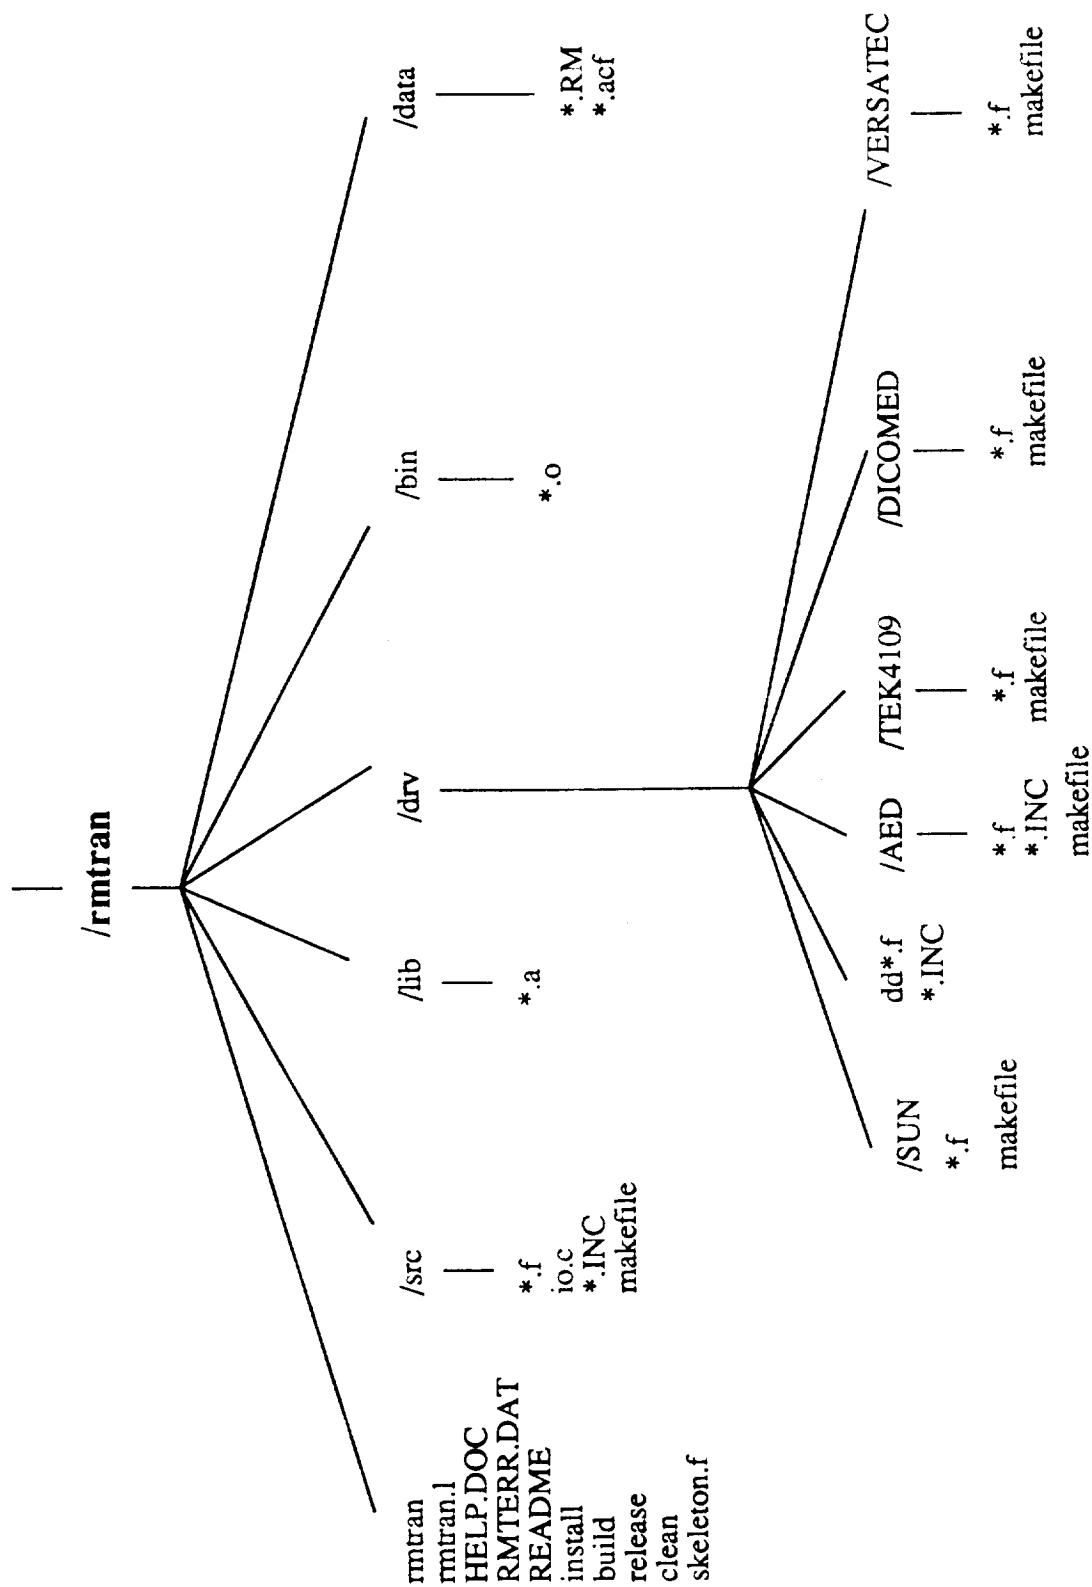 /rmtran
rmtran
rmtran.l
HELP.DOC
RMTERR.DAT
README
install
build
release
clean
skeleton.f
/src
*.f
io.c
*.INC
makefile
/lib
*.a
/drv
/bin
*.o
/data
*.RM
*.acf
/SUN
*.f
makefile
dd*.f
*.INC
/AED
*.f
*.INC
makefile
/TEK4109
*.f
makefile
/DICOMED
*.f
makefile
/VERSATEC
*.f
makefile